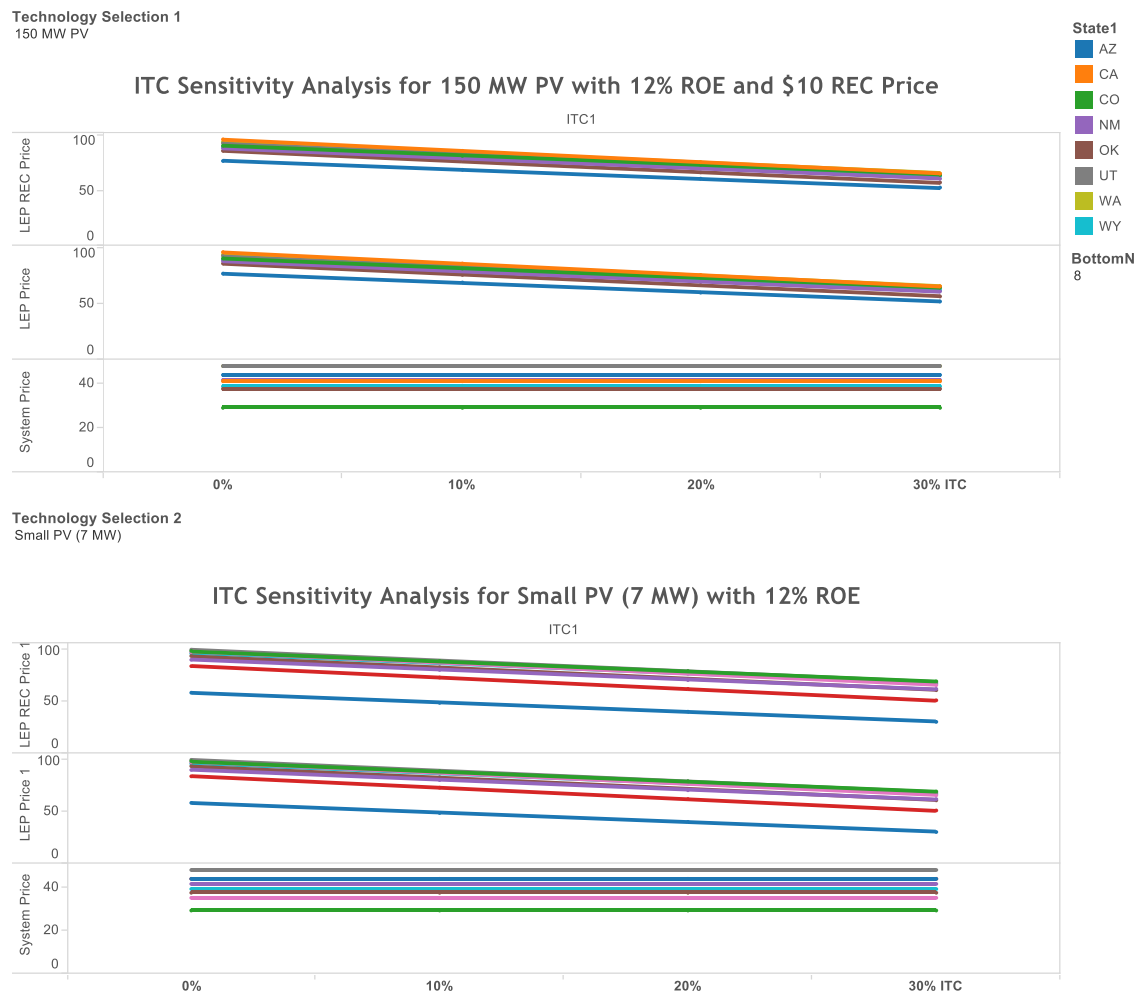 Technology Selection 1
150 MW PV
ITC Sensitivity Analysis for 150 MW PV with 12% ROE and $10 REC Price
ITC1
LEP REC Price
100
50
0
LEP Price
100
50
0
System Price
40
20
0
0% 10% 20% 30% ITC
State1
AZ
CA
CO
NM
OK
UT
WA
WY
BottomN
8
Technology Selection 2
Small PV (7 MW)
ITC Sensitivity Analysis for Small PV (7 MW) with 12% ROE
ITC1
LEP REC Price 1
100
50
0
LEP Price 1
100
50
0
System Price
40
20
0
0% 10% 20% 30% ITC